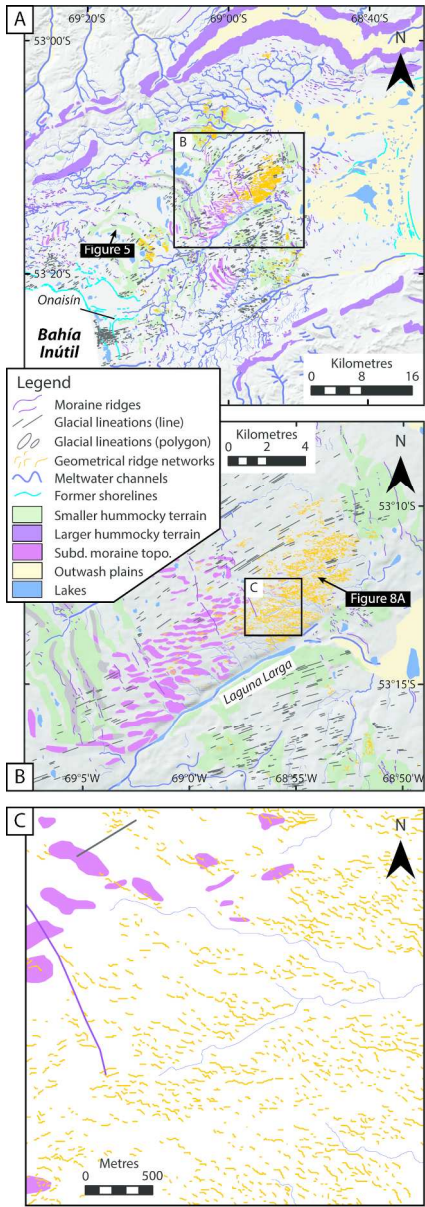 A
69°20'S
69°00'S
68°40'S
53°00'S
N
B
Figure 5
53°20'S
Onaisín
Bahía
Inútil
Kilometres
0 8 16
Legend
Moraine ridges
Glacial lineations (line)
Glacial lineations (polygon)
Geometrical ridge networks
Meltwater channels
Former shorelines
Smaller hummocky terrain
Larger hummocky terrain
Subd. moraine topo.
Outwash plains
Lakes
Kilometres
0 2 4
N
53°10'S
C
Figure 8A
Laguna Larga
53°15'S
B
69°5'W
69°0'W
68°55'W
68°50'W
C
N
Metres
0 500